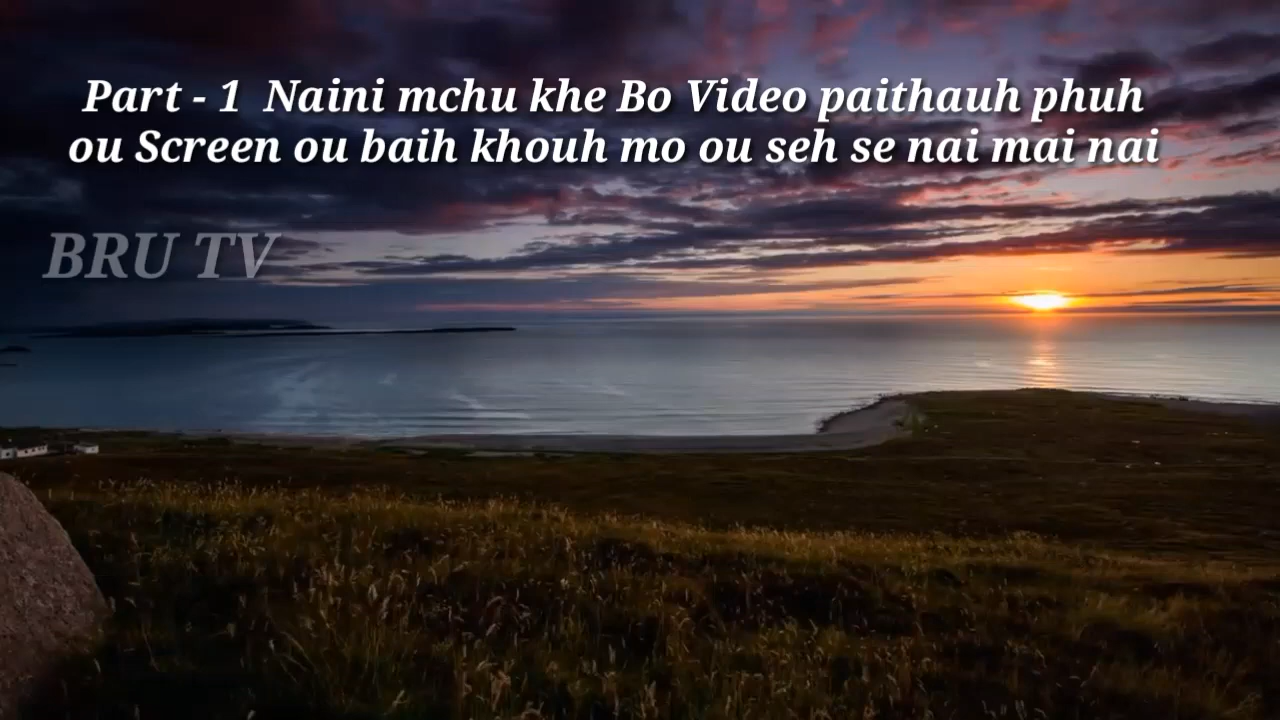 Part - 1 Naini mchu khe Bo Video paithauh phuh
ou Screen ou baih khouh mo ou seh se nai mai nai
BRU TV